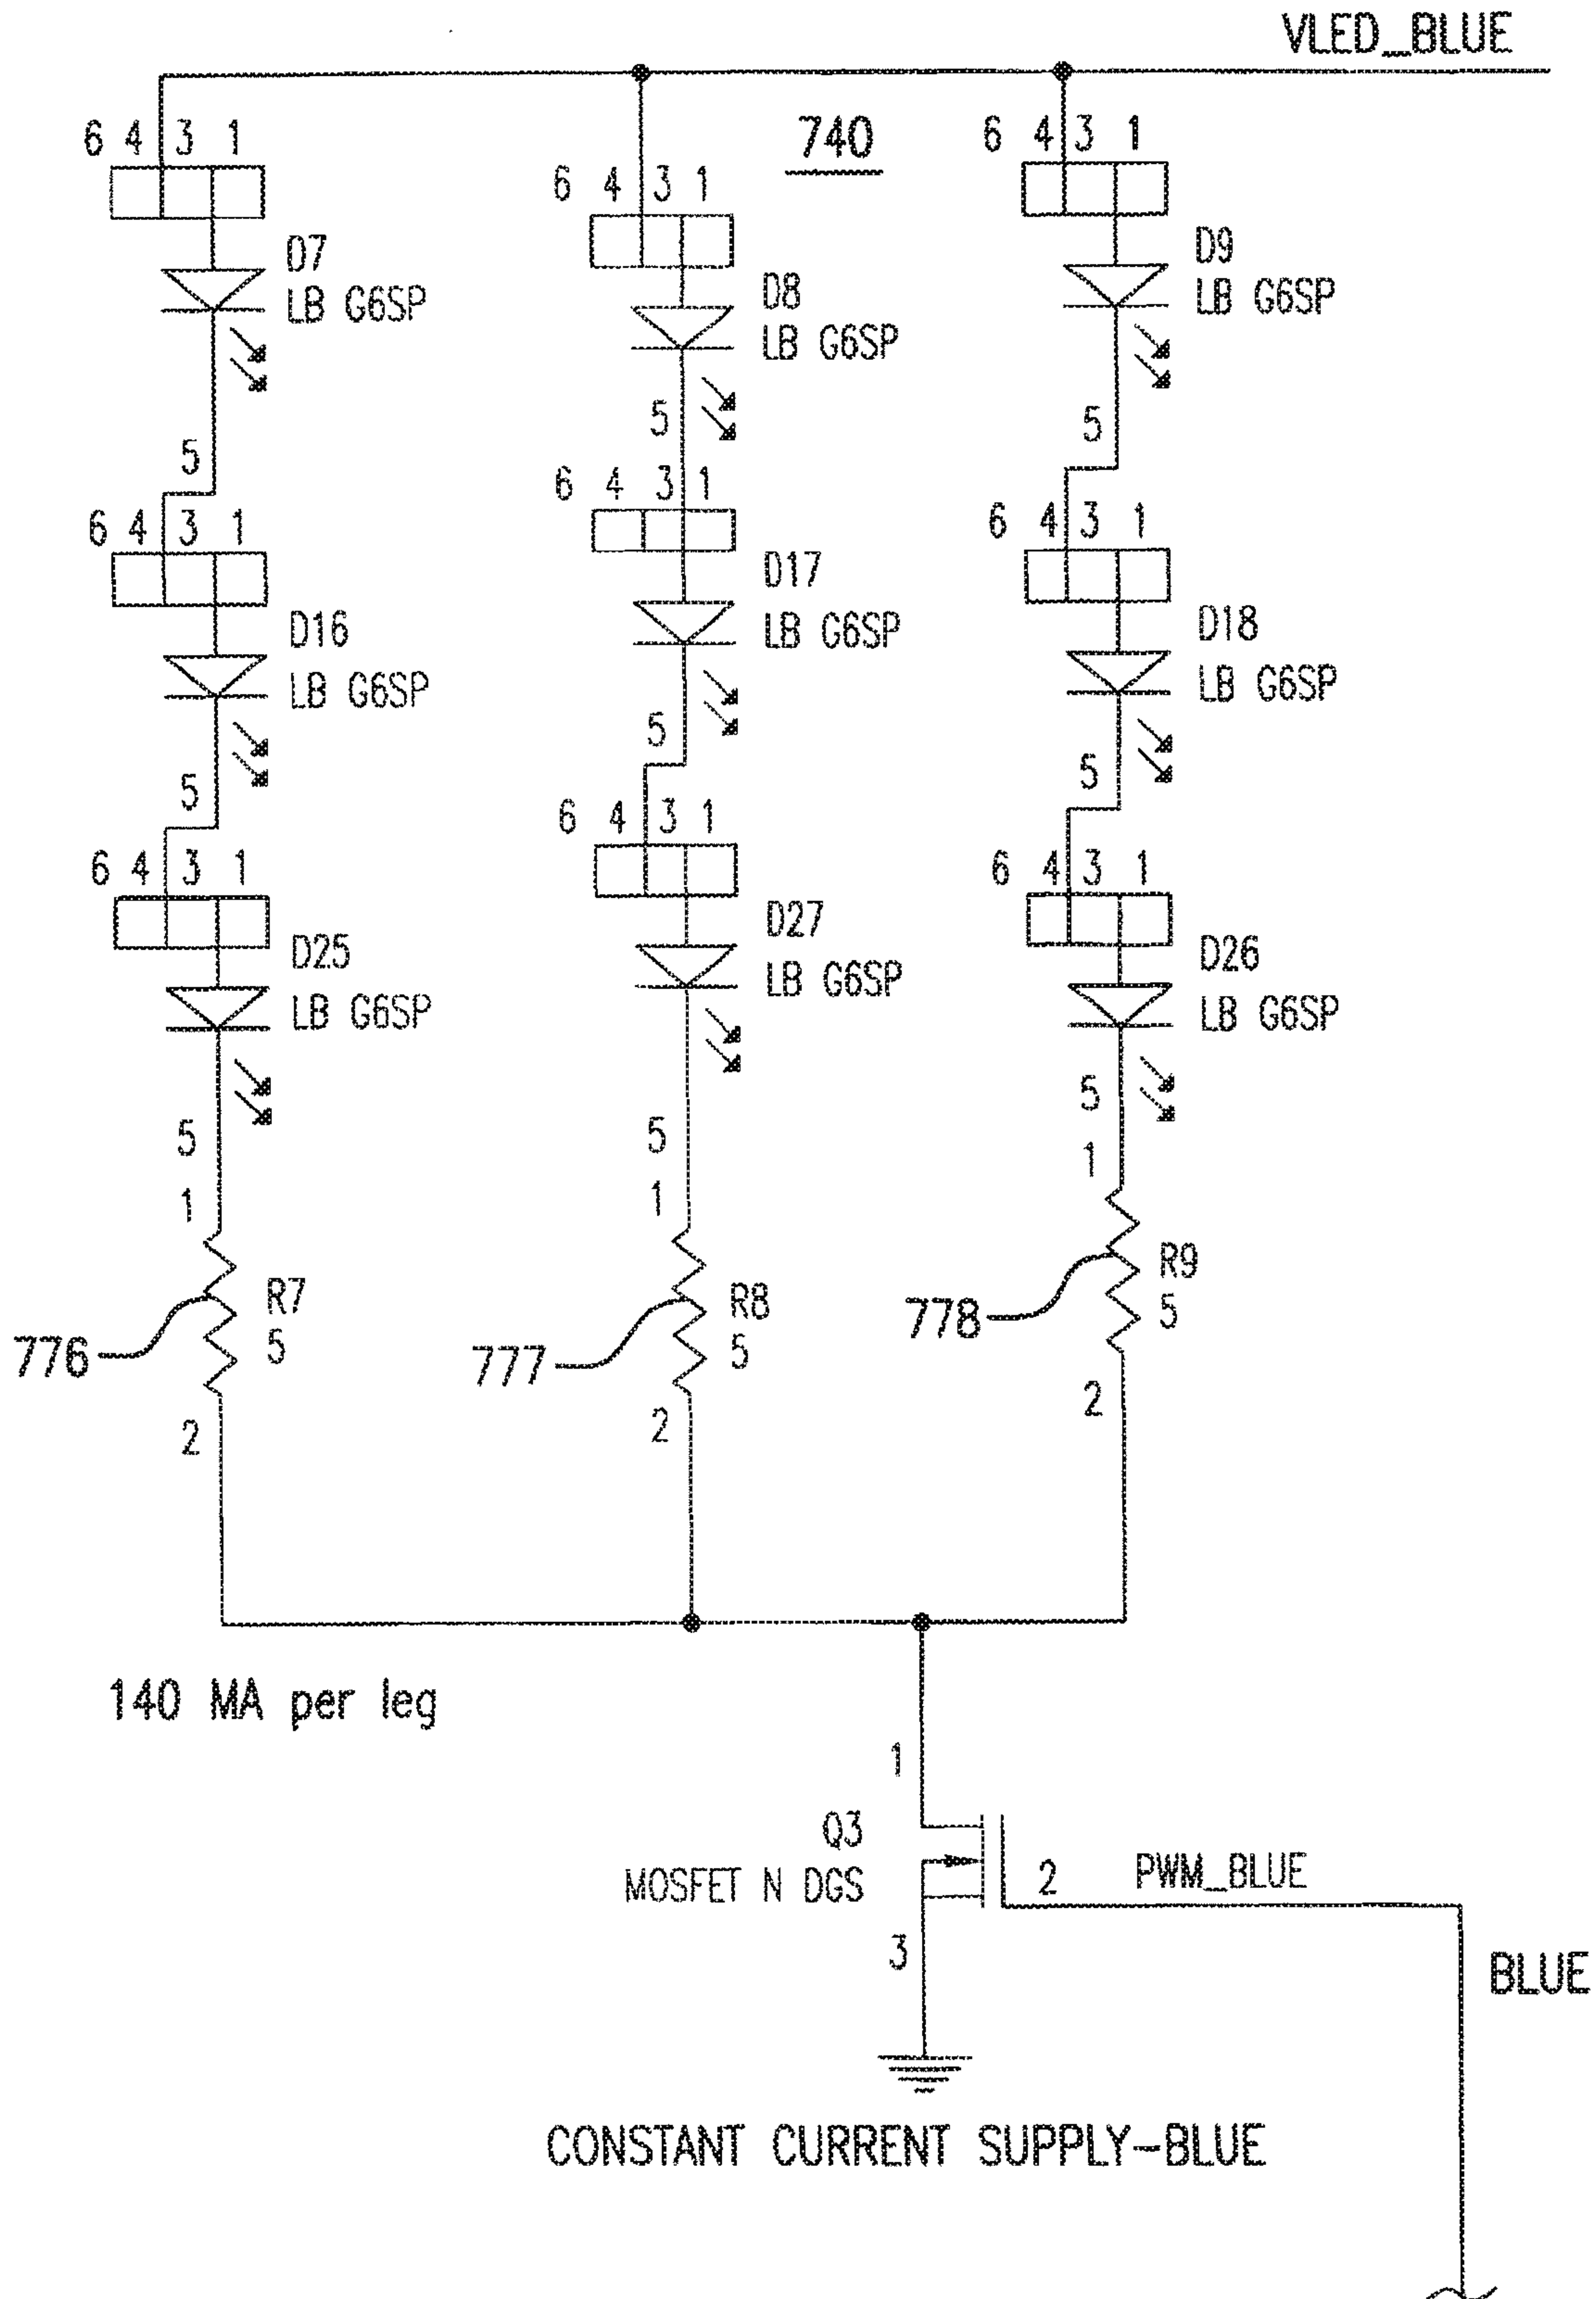 VLED_BLUE
740
6 4 3 1
D7
LB G6SP
5
6 4 3 1
D16
LB G6SP
5
6 4 3 1
D25
LB G6SP
5
1
R7
5
776
2
6 4 3 1
D8
LB G6SP
5
6 4 3 1
D17
LB G6SP
5
6 4 3 1
D27
LB G6SP
5
1
R8
5
777
2
6 4 3 1
D9
LB G6SP
5
6 4 3 1
D18
LB G6SP
5
6 4 3 1
D26
LB G6SP
5
1
R9
5
778
2
140 MA per leg
1
Q3
MOSFET N DGS
2
PWM_BLUE
3
BLUE
CONSTANT CURRENT SUPPLY-BLUE